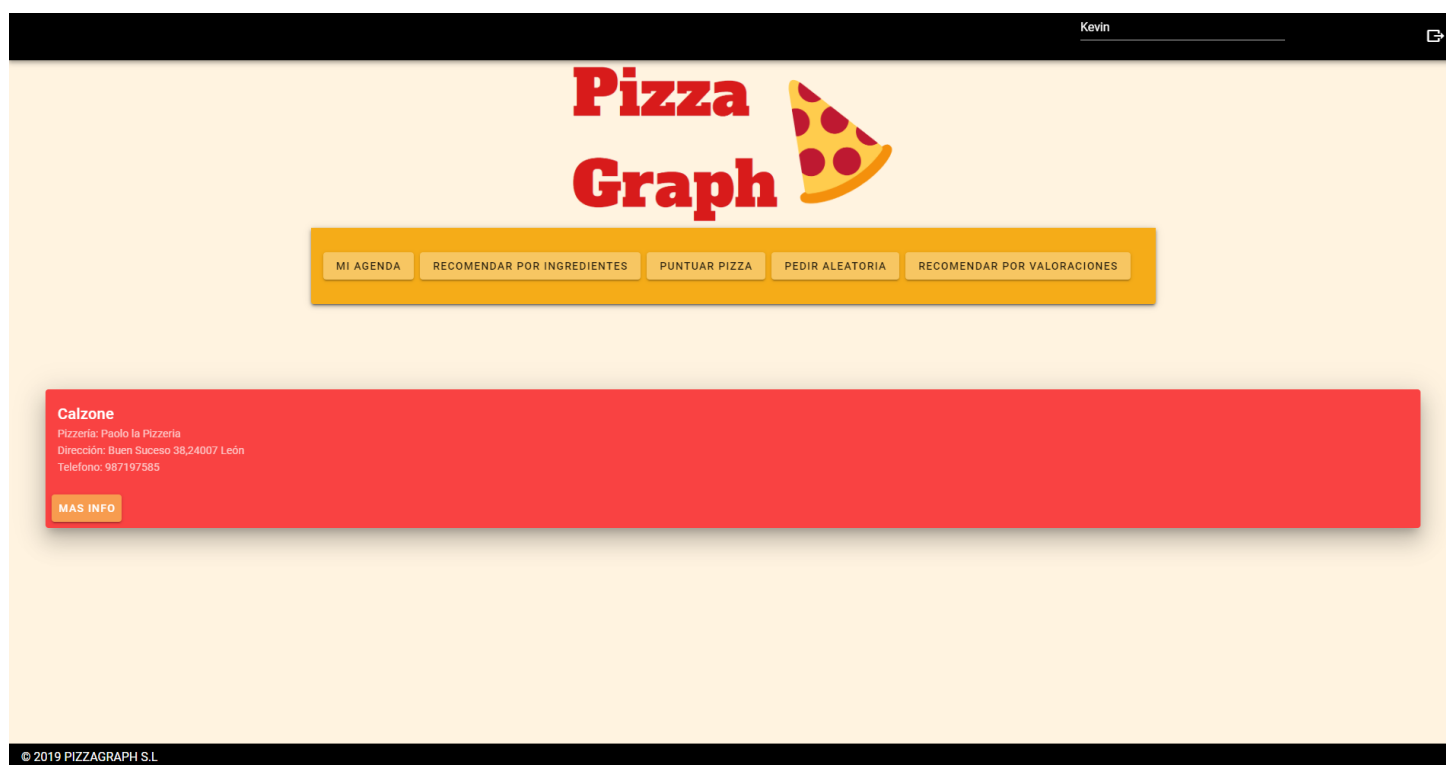 Kevin
Pizza
Graph
MI AGENDA RECOMENDAR POR INGREDIENTES PUNTUAR PIZZA PEDIR ALEATORIA RECOMENDAR POR VALORACIONES
Calzone
Pizzería: Paolo la Pizzeria
Dirección: Buen Suceso 38,24007 León
Telefono: 987197585
MAS INFO
© 2019 PIZZAGRAPH S.L